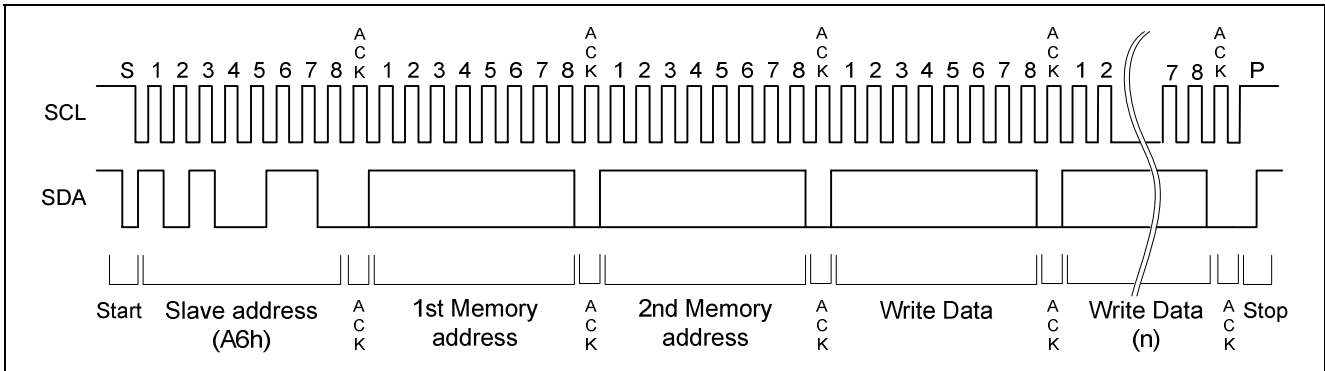 A C K A C K A C K A C K A C K
S 1 2 3 4 5 6 7 8 1 2 3 4 5 6 7 8 1 2 3 4 5 6 7 8 1 2 3 4 5 6 7 8 1 2 7 8 P
SCL
SDA
Start Slave address (A6h) A C K 1st Memory address A C K 2nd Memory address A C K Write Data A C K Write Data (n) A C K Stop